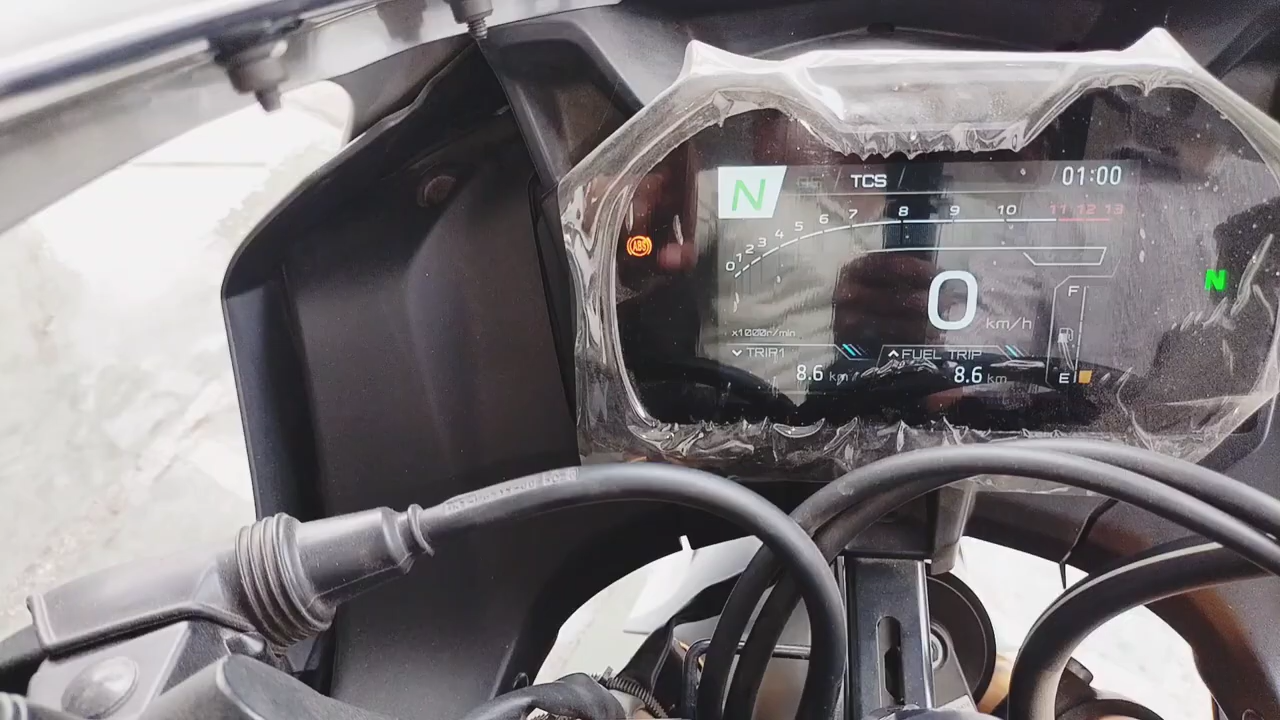 N TCS 01:00
0 1 2 3 4 5 6 7 8 9 10 11 12 13
ABS
N
0 km/h
F
x1000r/min
TRIP1 FUEL TRIP
8.6 km 8.6 km
E